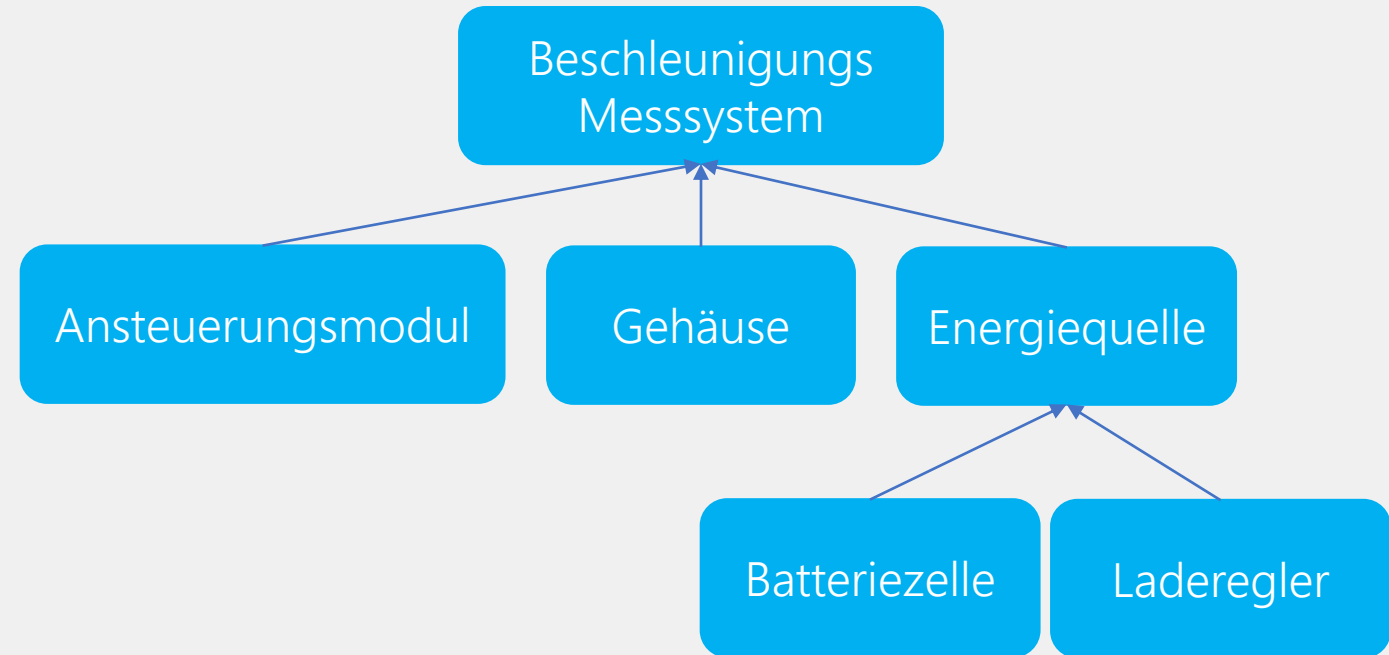 Beschleunigungs
Messsystem
Ansteuerungsmodul
Gehäuse
Energiequelle
Batteriezelle
Laderegler